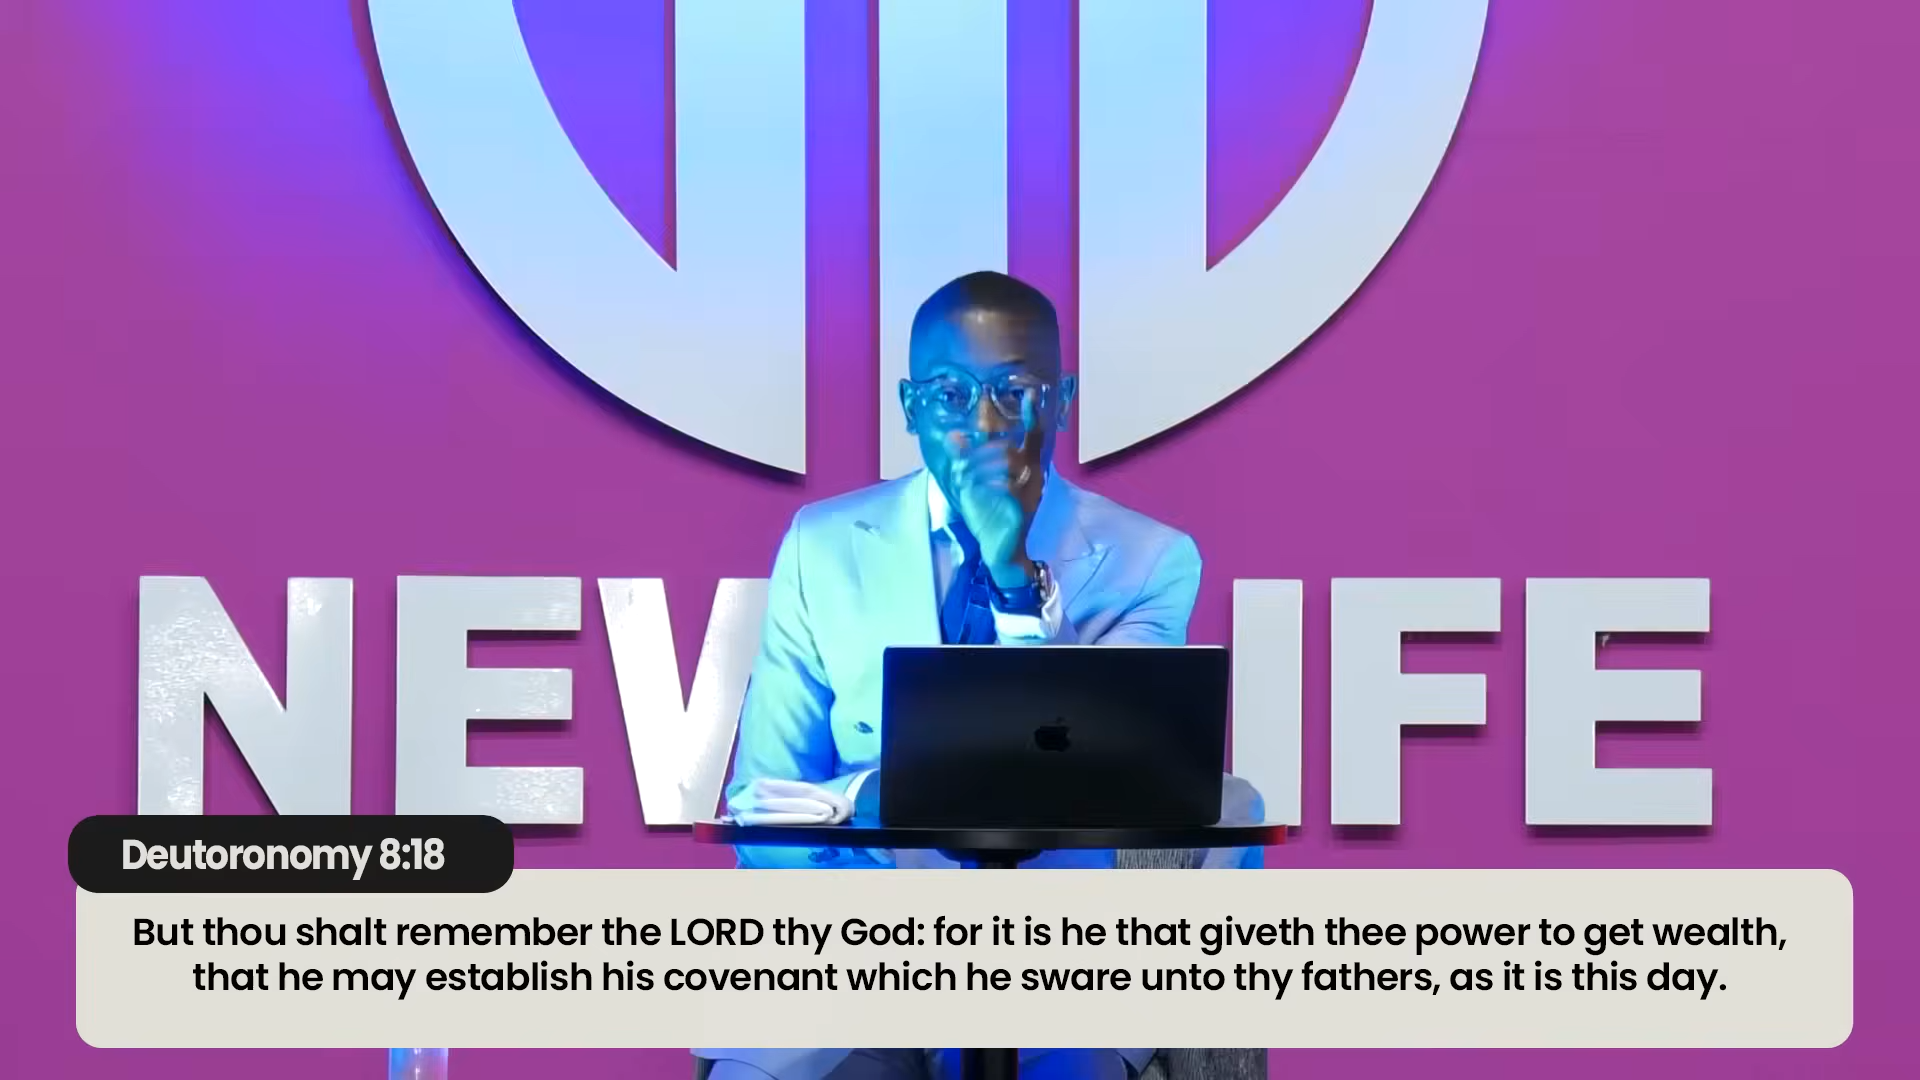 NEW LIFE
Deutoronomy 8:18
But thou shalt remember the LORD thy God: for it is he that giveth thee power to get wealth,
that he may establish his covenant which he sware unto thy fathers, as it is this day.